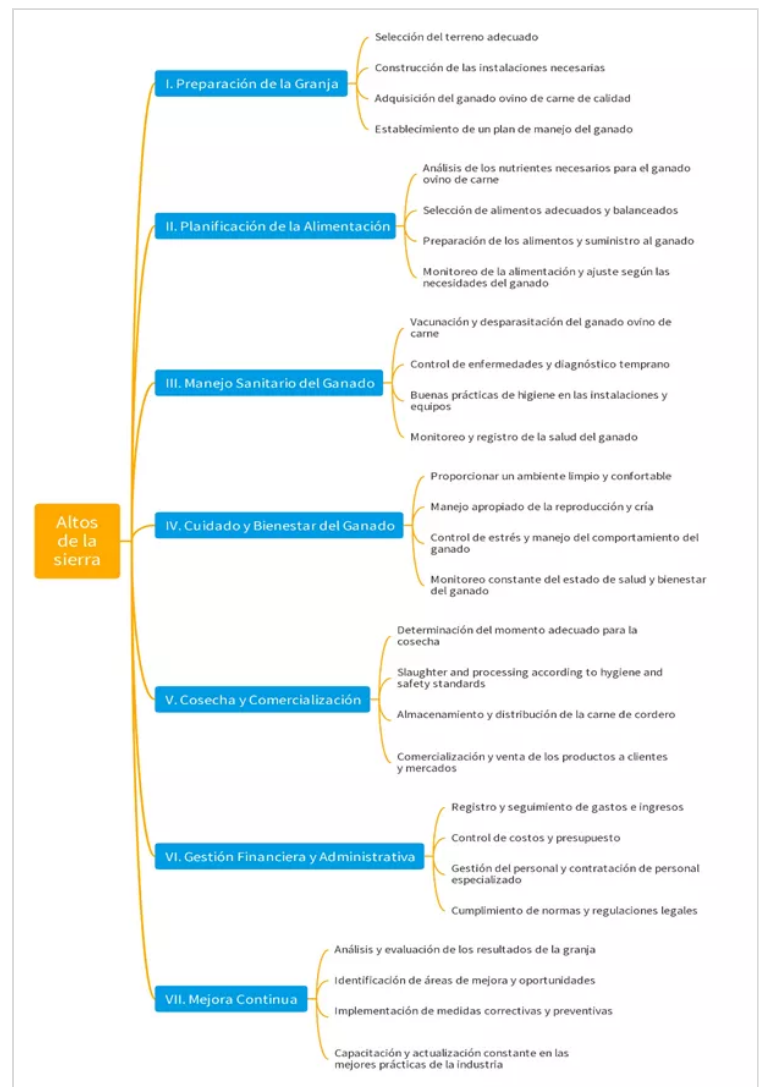 Altos
de la
sierra
I. Preparación de la Granja
Selección del terreno adecuado
Construcción de las instalaciones necesarias
Adquisición del ganado ovino de carne de calidad
Establecimiento de un plan de manejo del ganado
II. Planificación de la Alimentación
Análisis de los nutrientes necesarios para el ganado
ovino de carne
Selección de alimentos adecuados y balanceados
Preparación de los alimentos y suministro al ganado
Monitoreo de la alimentación y ajuste según las
necesidades del ganado
III. Manejo Sanitario del Ganado
Vacunación y desparasitación del ganado ovino de
carne
Control de enfermedades y diagnóstico temprano
Buenas prácticas de higiene en las instalaciones y
equipos
Monitoreo y registro de la salud del ganado
IV. Cuidado y Bienestar del Ganado
Proporcionar un ambiente limpio y confortable
Manejo apropiado de la reproducción y cría
Control de estrés y manejo del comportamiento del
ganado
Monitoreo constante del estado de salud y bienestar
del ganado
V. Cosecha y Comercialización
Determinación del momento adecuado para la
cosecha
Slaughter and processing according to hygiene and
safety standards
Almacenamiento y distribución de la carne de cordero
Comercialización y venta de los productos a clientes
y mercados
VI. Gestión Financiera y Administrativa
Registro y seguimiento de gastos e ingresos
Control de costos y presupuesto
Gestión del personal y contratación de personal
especializado
Cumplimiento de normas y regulaciones legales
VII. Mejora Continua
Análisis y evaluación de los resultados de la granja
Identificación de áreas de mejora y oportunidades
Implementación de medidas correctivas y preventivas
Capacitación y actualización constante en las
mejores prácticas de la industria